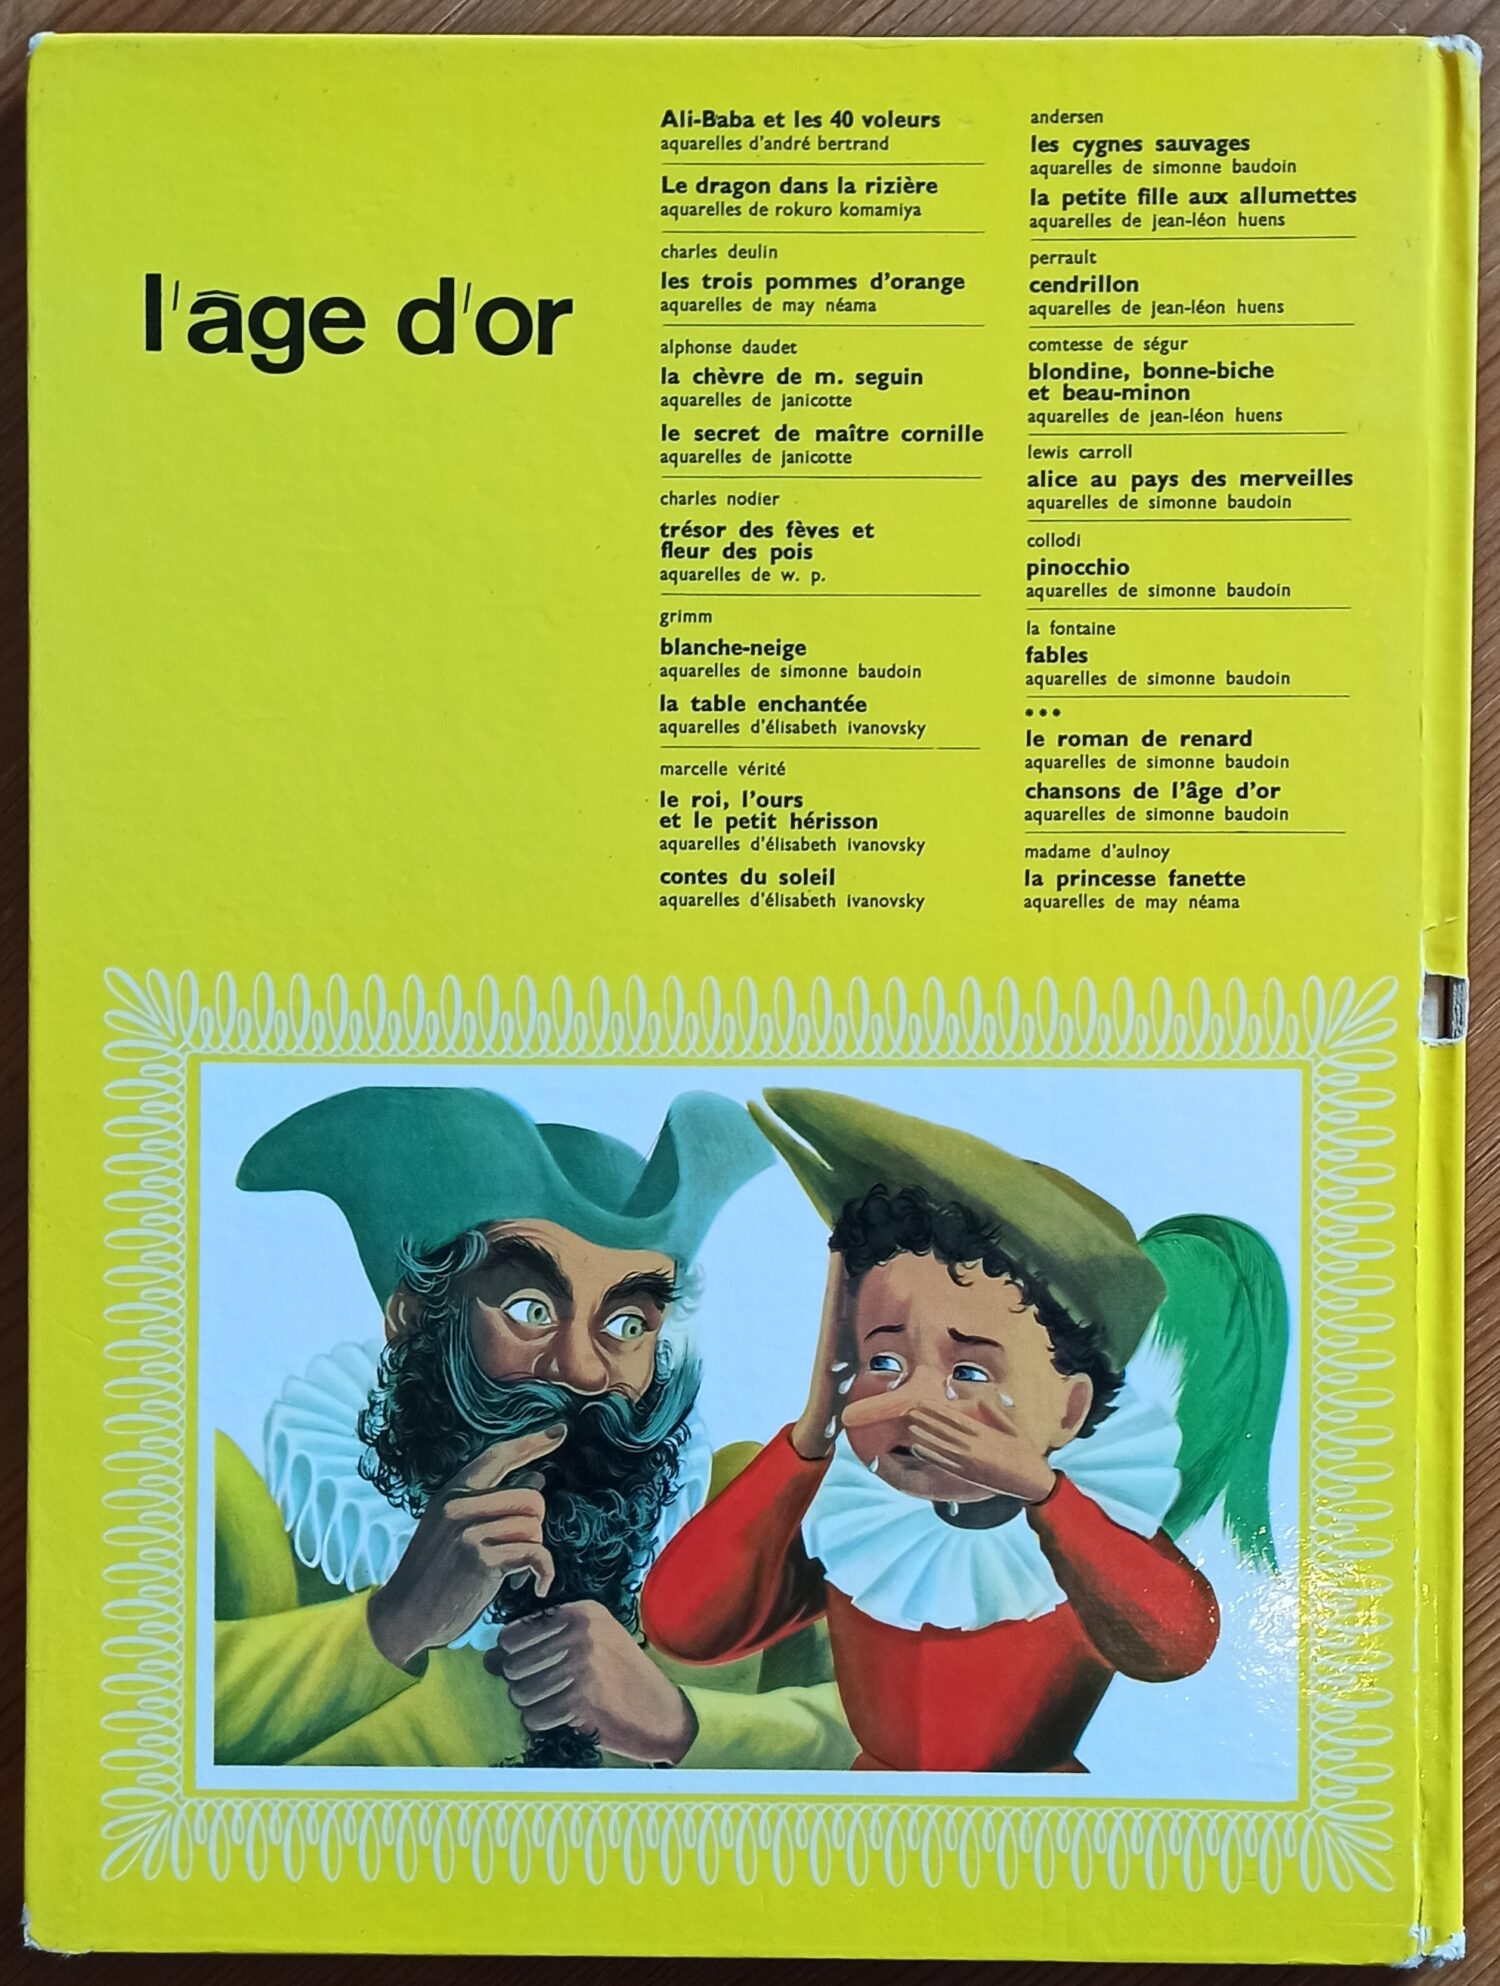 l'âge d'or
Ali-Baba et les 40 voleurs
aquarelles d'andré bertrand
Le dragon dans la rizière
aquarelles de rokuro komamiya
charles deulin
les trois pommes d'orange
aquarelles de may néama
alphonse daudet
la chèvre de m. seguin
aquarelles de janicotte
le secret de maître cornille
aquarelles de janicotte
charles nodier
trésor des fèves et
fleur des pois
aquarelles de w. p.
grimm
blanche-neige
aquarelles de simonne baudoin
la table enchantée
aquarelles d'élisabeth ivanovsky
marcelle vérité
le roi, l'ours
et le petit hérisson
aquarelles d'élisabeth ivanovsky
contes du soleil
aquarelles d'élisabeth ivanovsky
andersen
les cygnes sauvages
aquarelles de simonne baudoin
la petite fille aux allumettes
aquarelles de jean-léon huens
perrault
cendrillon
aquarelles de jean-léon huens
comtesse de ségur
blondine, bonne-biche
et beau-minon
aquarelles de jean-léon huens
lewis carroll
alice au pays des merveilles
aquarelles de simonne baudoin
collodi
pinocchio
aquarelles de simonne baudoin
la fontaine
fables
aquarelles de simonne baudoin
***
le roman de renard
aquarelles de simonne baudoin
chansons de l'âge d'or
aquarelles de simonne baudoin
madame d'aulnoy
la princesse fanette
aquarelles de may néama